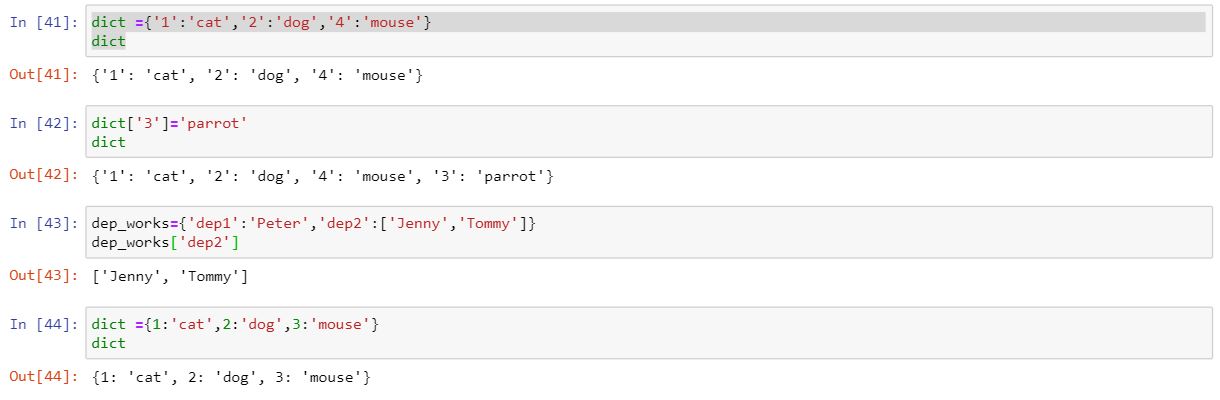 In [41]: dict ={'1':'cat','2':'dog','4':'mouse'}
dict
Out[41]: {'1': 'cat', '2': 'dog', '4': 'mouse'}
In [42]: dict['3']='parrot'
dict
Out[42]: {'1': 'cat', '2': 'dog', '4': 'mouse', '3': 'parrot'}
In [43]: dep_works={'dep1':'Peter','dep2':['Jenny','Tommy']}
dep_works['dep2']
Out[43]: ['Jenny', 'Tommy']
In [44]: dict ={1:'cat',2:'dog',3:'mouse'}
dict
Out[44]: {1: 'cat', 2: 'dog', 3: 'mouse'}